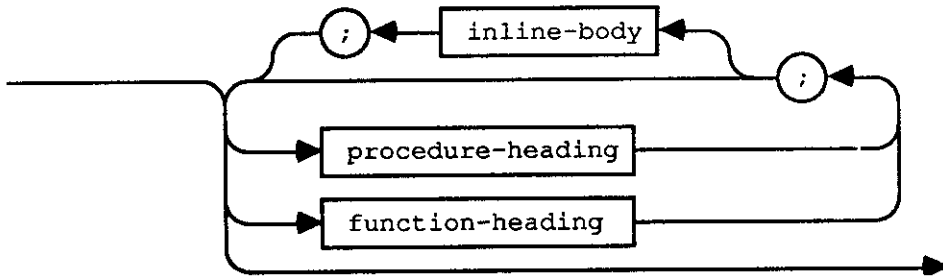 ; inline-body
;
procedure-heading
function-heading